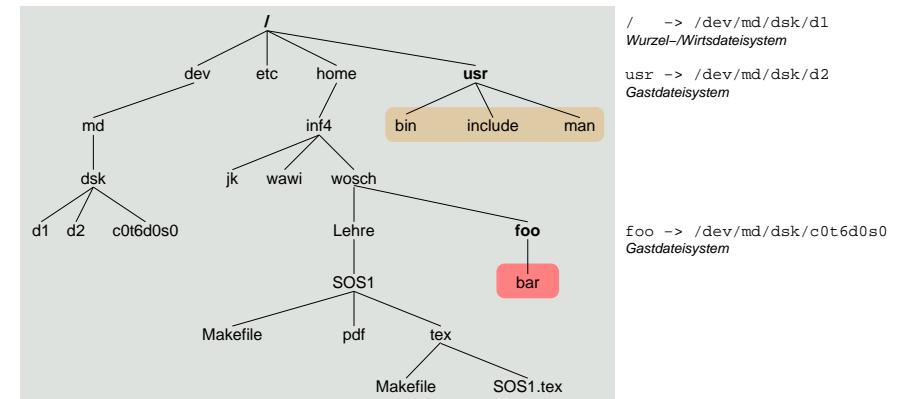 /
/ -> /dev/md/dsk/d1
Wurzel-/Wirtsdateisystem
dev etc home usr
usr -> /dev/md/dsk/d2
Gastdateisystem
md inf4 bin include man
dsk jk wawi wosch
d1 d2 c0t6d0s0 Lehre foo
foo -> /dev/md/dsk/c0t6d0s0
Gastdateisystem
SOS1 bar
Makefile pdf tex
Makefile SOS1.tex